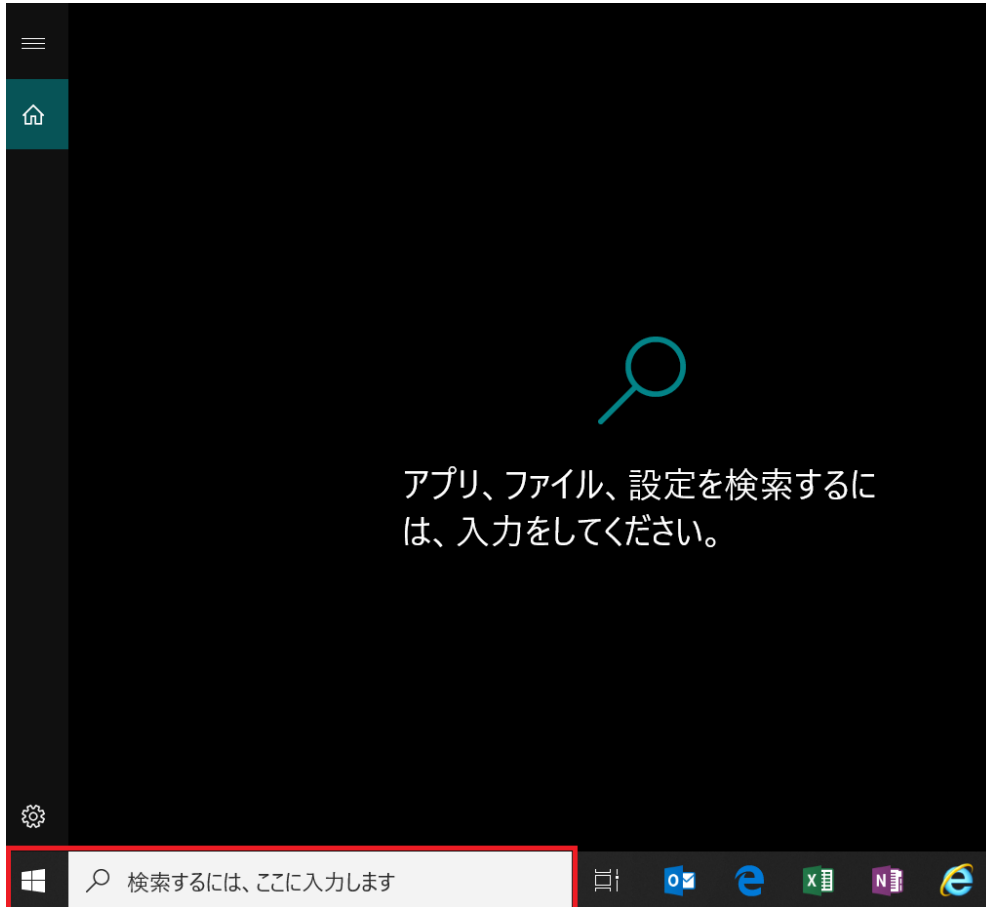 アプリ、ファイル、設定を検索するに
は、入力をしてください。
検索するには、ここに入力します